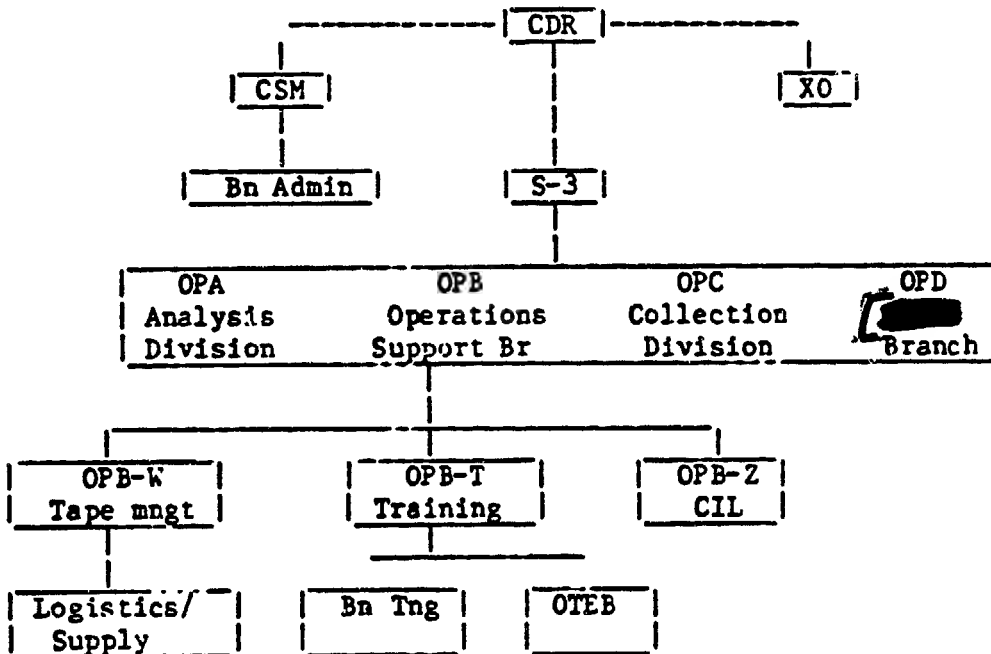 CDR
CSM
XO
Bn Admin
S-3
OPA
Analysis
Division
OPB
Operations
Support Br
OPC
Collection
Division
OPD
Branch
OPB-W
Tape mngt
OPB-T
Training
OPB-Z
CIL
Logistics/
Supply
Bn Tng
OTEB